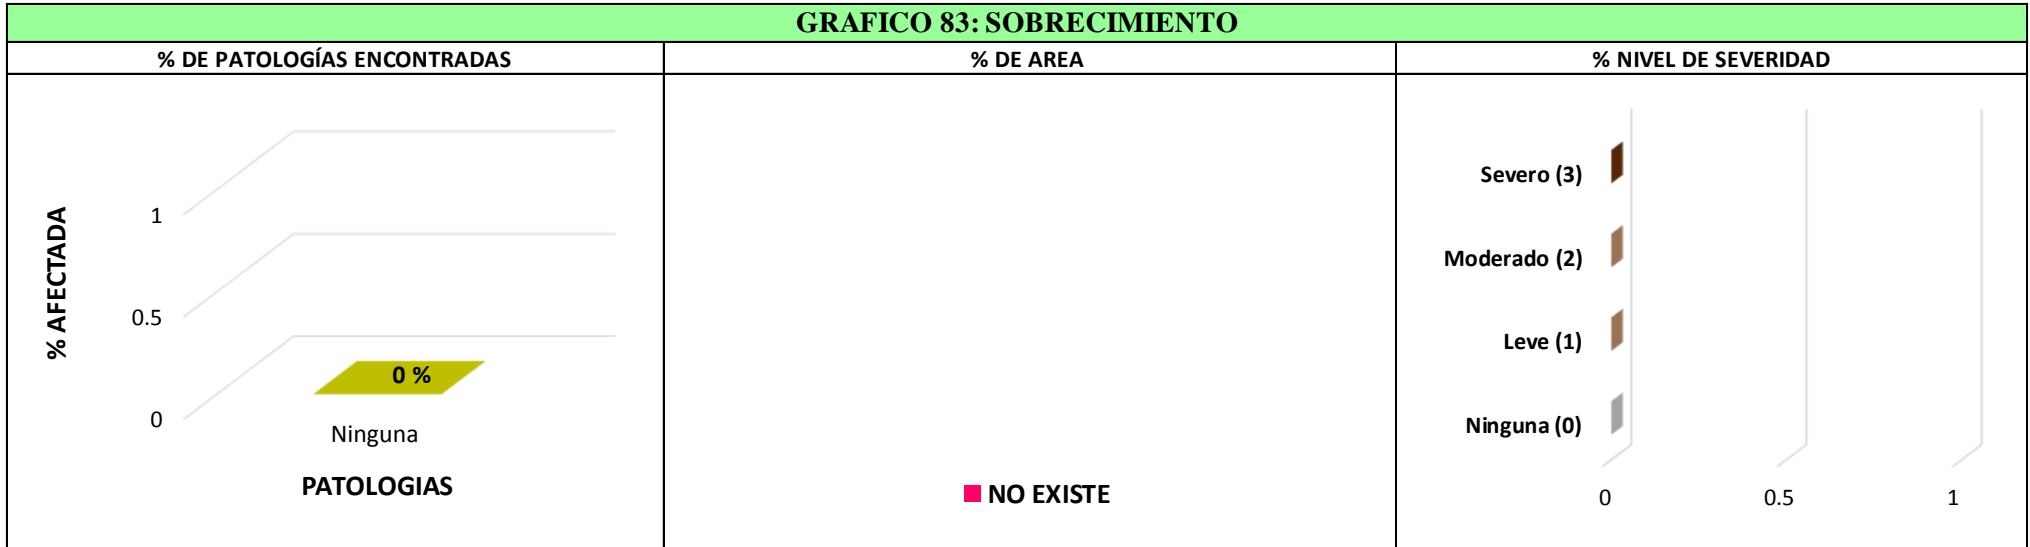 GRAFICO 83: SOBRECIMIENTO
% DE PATOLOGÍAS ENCONTRADAS
% DE AREA
% NIVEL DE SEVERIDAD
% AFECTADA
1
0.5
0
0 %
Ninguna
PATOLOGIAS
NO EXISTE
Severo (3)
Moderado (2)
Leve (1)
Ninguna (0)
0 0.5 1